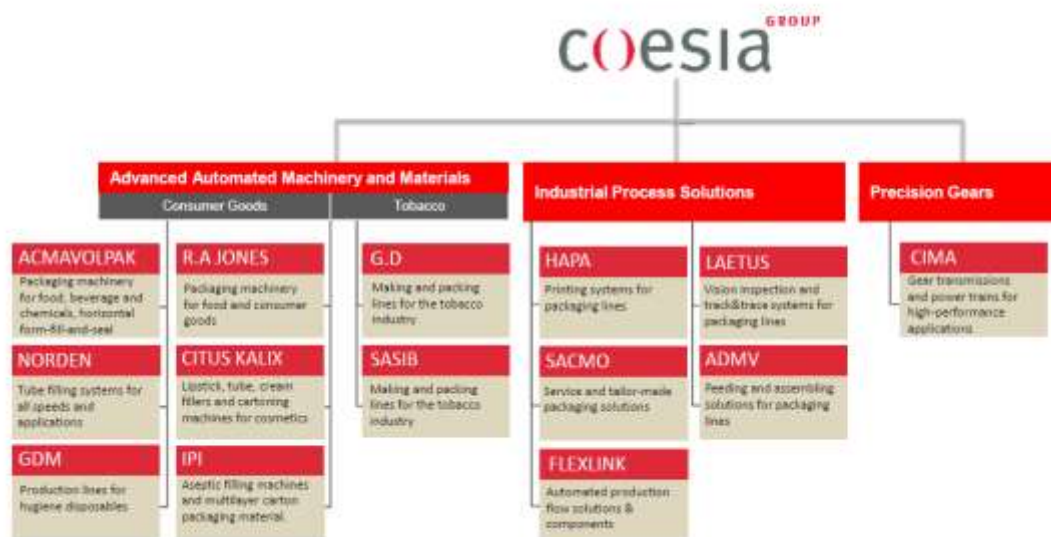 coesia
GROUP
Advanced Automated Machinery and Materials
Consumer Goods
Tobacco
Industrial Process Solutions
Precision Gears
ACMAVOLPAK
Packaging machinery
for food, beverage and
chemicals, horizontal
form-fill-and-seal
R.A JONES
Packaging machinery
for food and consumer
goods
G.D
Making and packing
lines for the tobacco
industry
HAPA
Printing systems for
packaging lines
LAETUS
Vision inspection and
track&trace systems for
packaging lines
CIMA
Gear transmissions
and power trains for
high-performance
applications
NORDEN
Tube filling systems for
all speeds and
applications
CITUS KALIX
Lipstick, tube, cream
fillers and cartoning
machines for cosmetics
SASIB
Making and packing
lines for the tobacco
industry
SACMO
Service and tailor-made
packaging solutions
ADMV
Feeding and assembling
solutions for packaging
lines
GDM
Production lines for
hygiene disposables
IPI
Aseptic filling machines
and multilayer carton
packaging material.
FLEXLINK
Automated production
flow solutions &
components